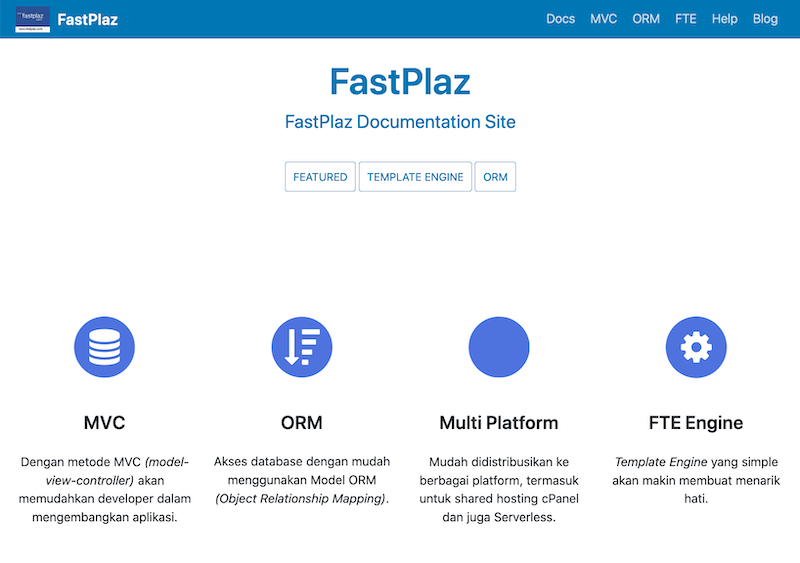 fastplaz
FastPlaz
Docs MVC ORM FTE Help Blog
FastPlaz
FastPlaz Documentation Site
FEATURED TEMPLATE ENGINE ORM
MVC
Dengan metode MVC (model-
view-controller) akan
memudahkan developer dalam
mengembangkan aplikasi.
ORM
Akses database dengan mudah
menggunakan Model ORM
(Object Relationship Mapping).
Multi Platform
Mudah didistribusikan ke
berbagai platform, termasuk
untuk shared hosting cPanel
dan juga Serverless.
FTE Engine
Template Engine yang simple
akan makin membuat menarik
hati.